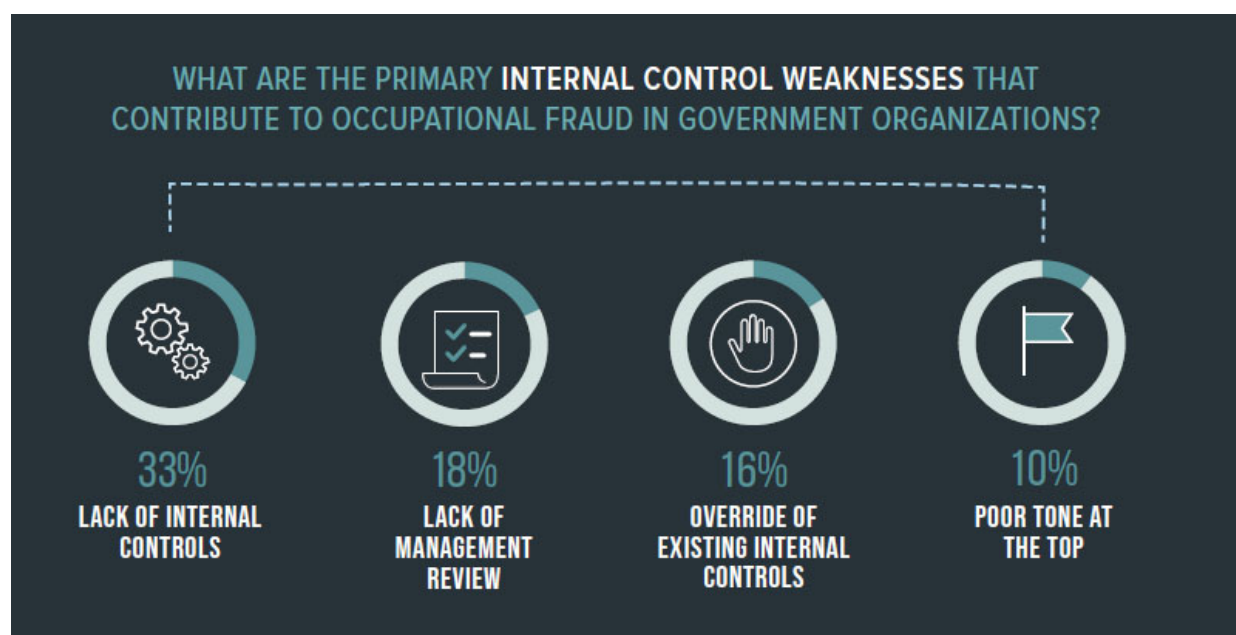 WHAT ARE THE PRIMARY INTERNAL CONTROL WEAKNESSES THAT
CONTRIBUTE TO OCCUPATIONAL FRAUD IN GOVERNMENT ORGANIZATIONS?
33%
LACK OF INTERNAL
CONTROLS
18%
LACK OF
MANAGEMENT
REVIEW
16%
OVERRIDE OF
EXISTING INTERNAL
CONTROLS
10%
POOR TONE AT
THE TOP